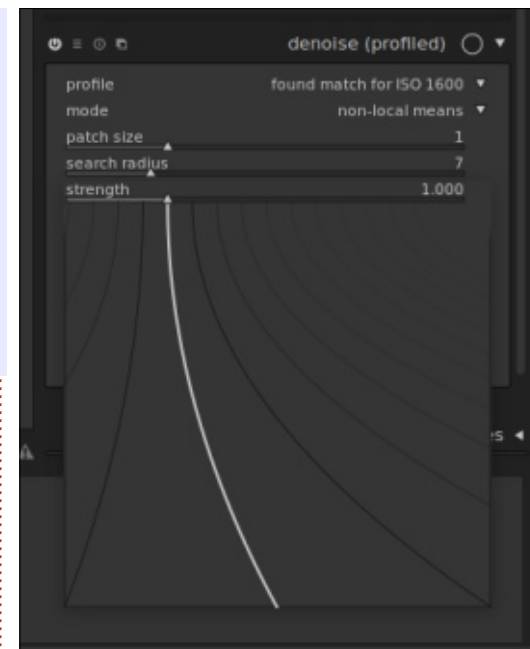 denoise (profiled)
profile found match for ISO 1600
mode non-local means
patch size 1
search radius 7
strength 1.000
es